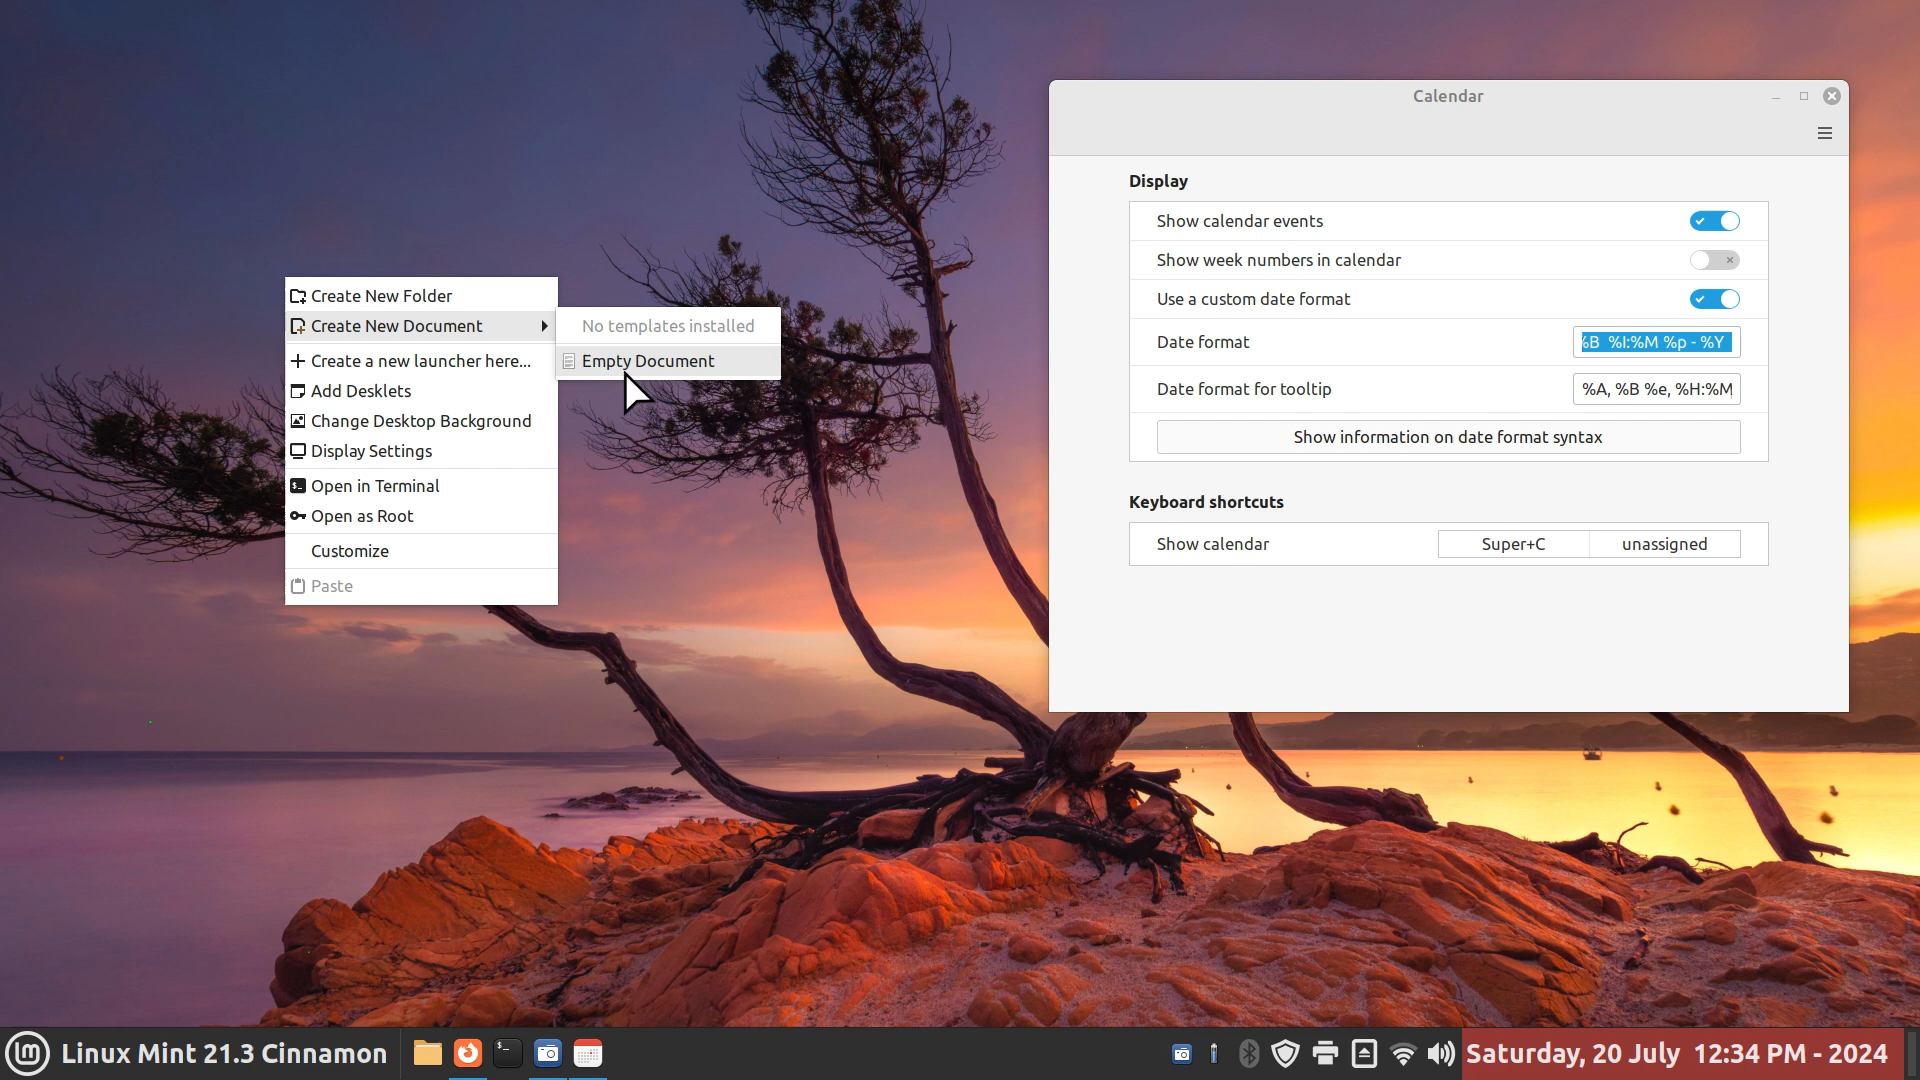 Calendar
Display
Show calendar events
Show week numbers in calendar
Use a custom date format
Date format %B %I:%M %p - %Y
Date format for tooltip %A, %B %e, %H:%M
Show information on date format syntax
Keyboard shortcuts
Show calendar Super+C unassigned
Create New Folder
Create New Document
Create a new launcher here...
Add Desklets
Change Desktop Background
Display Settings
Open in Terminal
Open as Root
Customize
Paste
No templates installed
Empty Document
Linux Mint 21.3 Cinnamon
Saturday, 20 July 12:34 PM - 2024